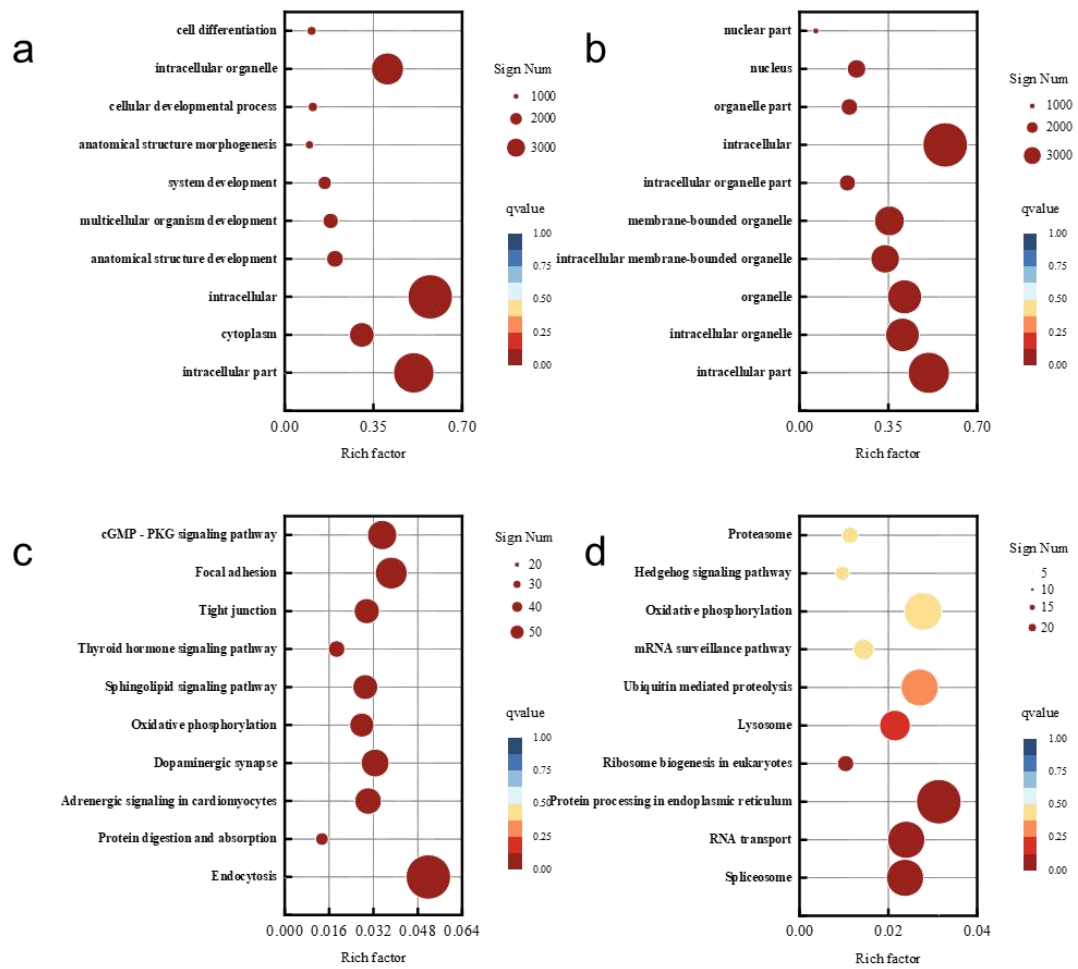 a
cell differentiation
intracellular organelle
cellular developmental process
anatomical structure morphogenesis
system development
multicellular organism development
anatomical structure development
intracellular
cytoplasm
intracellular part
0.00 0.35 0.70
Rich factor
Sign Num
1000
2000
3000
qvalue
1.00
0.75
0.50
0.25
0.00
b
nuclear part
nucleus
organelle part
intracellular
intracellular organelle part
membrane-bounded organelle
intracellular membrane-bounded organelle
organelle
intracellular organelle
intracellular part
0.00 0.35 0.70
Rich factor
Sign Num
1000
2000
3000
qvalue
1.00
0.75
0.50
0.25
0.00
c
cGMP - PKG signaling pathway
Focal adhesion
Tight junction
Thyroid hormone signaling pathway
Sphingolipid signaling pathway
Oxidative phosphorylation
Dopaminergic synapse
Adrenergic signaling in cardiomyocytes
Protein digestion and absorption
Endocytosis
0.000 0.016 0.032 0.048 0.064
Rich factor
Sign Num
20
30
40
50
qvalue
1.00
0.75
0.50
0.25
0.00
d
Proteasome
Hedgehog signaling pathway
Oxidative phosphorylation
mRNA surveillance pathway
Ubiquitin mediated proteolysis
Lysosome
Ribosome biogenesis in eukaryotes
Protein processing in endoplasmic reticulum
RNA transport
Spliceosome
0.00 0.02 0.04
Rich factor
Sign Num
5
10
15
20
qvalue
1.00
0.75
0.50
0.25
0.00